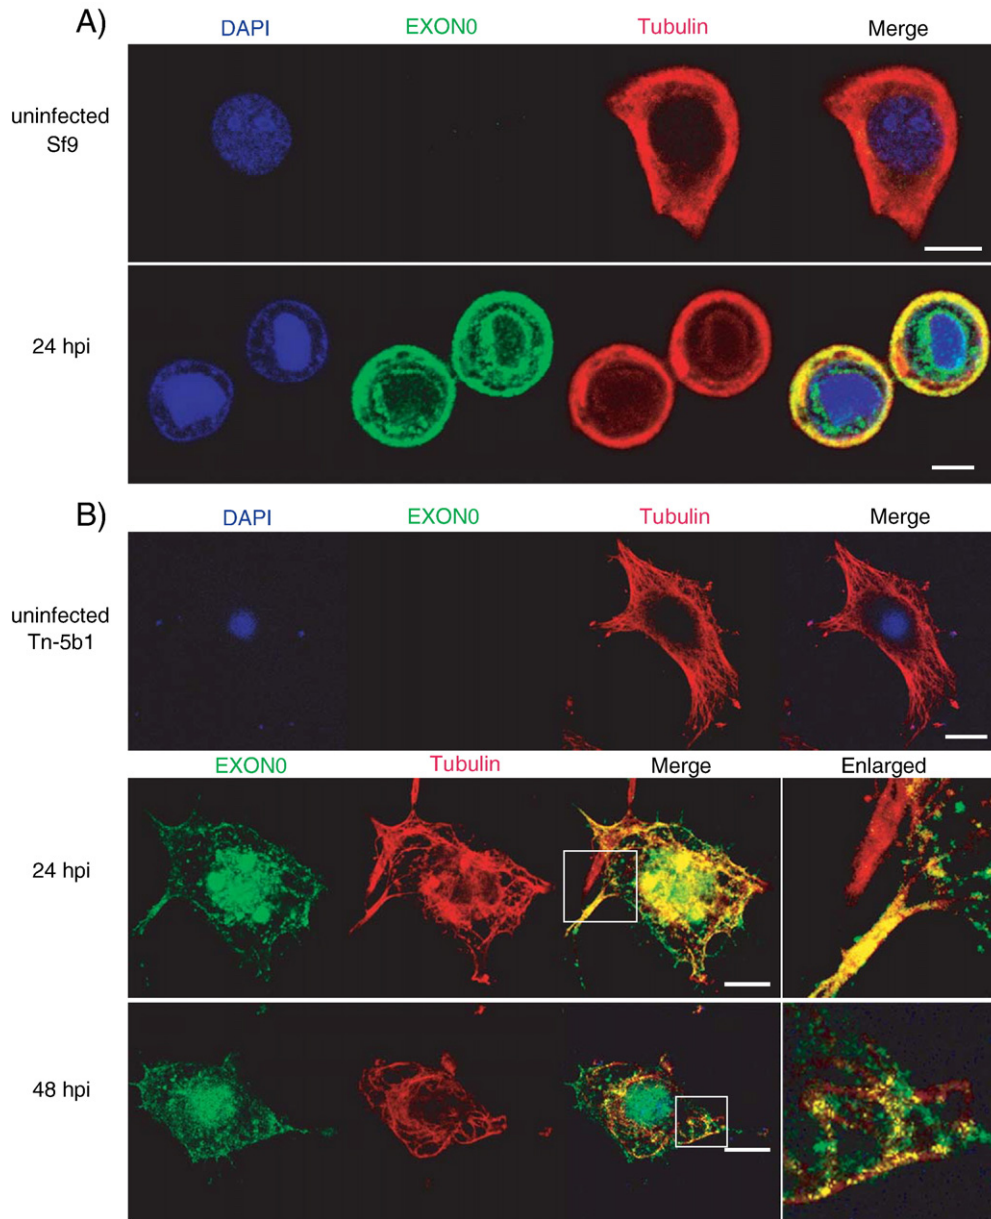 A)
DAPI EXON0 Tubulin Merge
uninfected
Sf9
24 hpi
B)
DAPI EXON0 Tubulin Merge
uninfected
Tn-5b1
EXON0 Tubulin Merge Enlarged
24 hpi
48 hpi